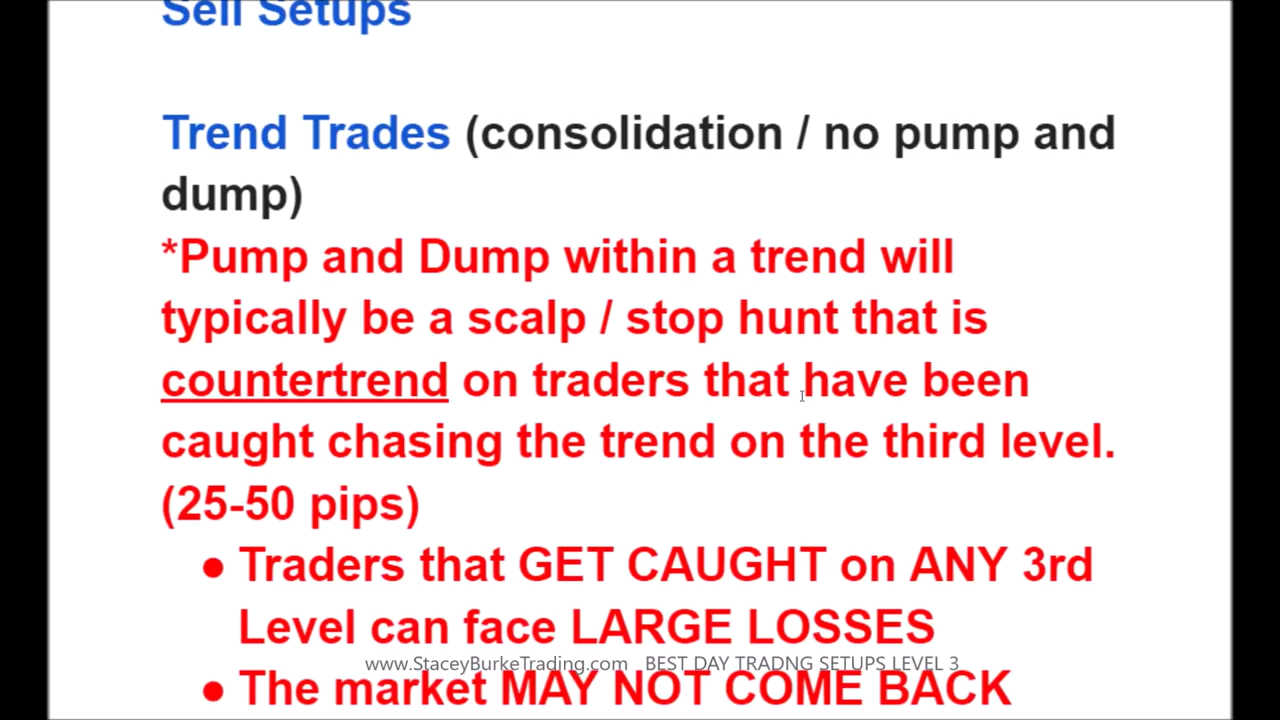 Sell Setups
Trend Trades (consolidation / no pump and
dump)
*Pump and Dump within a trend will
typically be a scalp / stop hunt that is
countertrend on traders that have been
caught chasing the trend on the third level.
(25-50 pips)
● Traders that GET CAUGHT on ANY 3rd
Level can face LARGE LOSSES
www.StaceyBurkeTrading.com BEST DAY TRADNG SETUPS LEVEL 3
● The market MAY NOT COME BACK